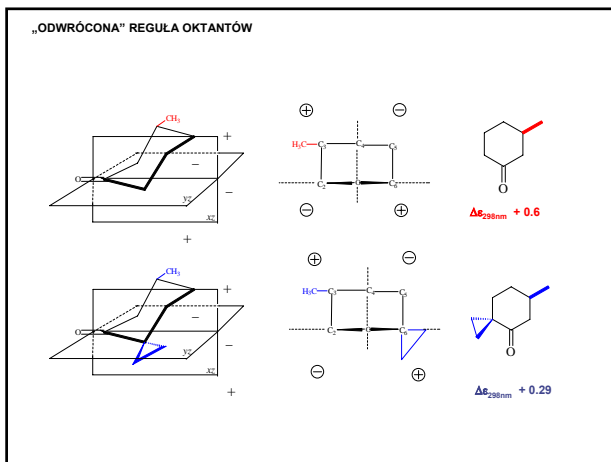 „ODWRÓCONA” REGUŁA OKTANTÓW
CH₃
O
+
−
−
yz
xz
+
⊕ ⊖
H₃C C₃ C₄ C₅
C₂ C₆
⊖ ⊕
O
Δε₂₉₈ₙₘ + 0.6
CH₃
O
+
−
−
yz
xz
+
⊕ ⊖
H₃C C₃ C₄ C₅
C₂ C₆
⊖ ⊕
O
Δε₂₉₈ₙₘ + 0.29